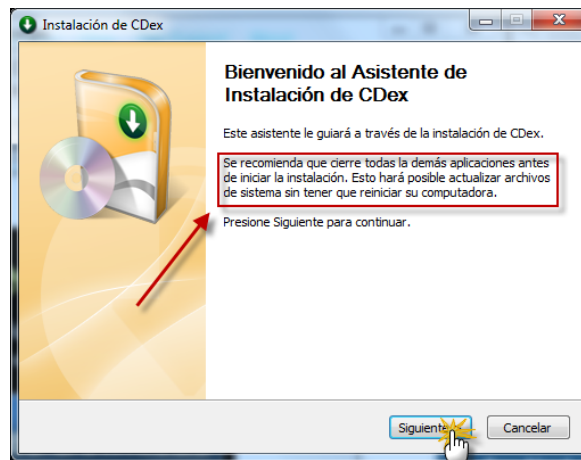 Instalación de CDex
Bienvenido al Asistente de
Instalación de CDex
Este asistente le guiará a través de la instalación de CDex.
Se recomienda que cierre todas la demás aplicaciones antes
de iniciar la instalación. Esto hará posible actualizar archivos
de sistema sin tener que reiniciar su computadora.
Presione Siguiente para continuar.
Siguiente
Cancelar